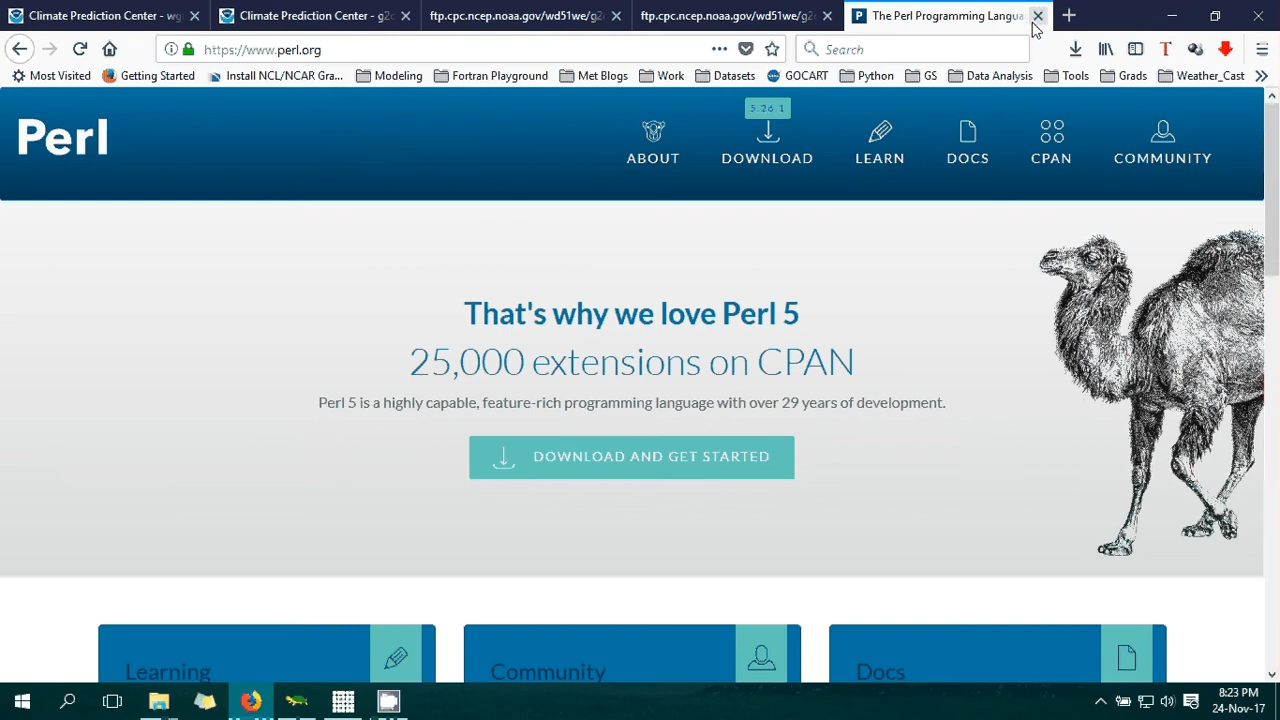 Climate Prediction Center - wg
Climate Prediction Center - g2c
ftp.cpc.ncep.noaa.gov/wd51we/g2
ftp.cpc.ncep.noaa.gov/wd51we/g2
P The Perl Programming Langua
https://www.perl.org
Search
Most Visited
Getting Started
Install NCL/NCAR Gra...
Modeling
Fortran Playground
Met Blogs
Work
Datasets
GOCART
Python
GS
Data Analysis
Tools
Grads
Weather_Cast
5.26.1
Perl
ABOUT
DOWNLOAD
LEARN
DOCS
CPAN
COMMUNITY
That's why we love Perl 5
25,000 extensions on CPAN
Perl 5 is a highly capable, feature-rich programming language with over 29 years of development.
DOWNLOAD AND GET STARTED
Learning
Community
Docs
8:23 PM
24-Nov-17